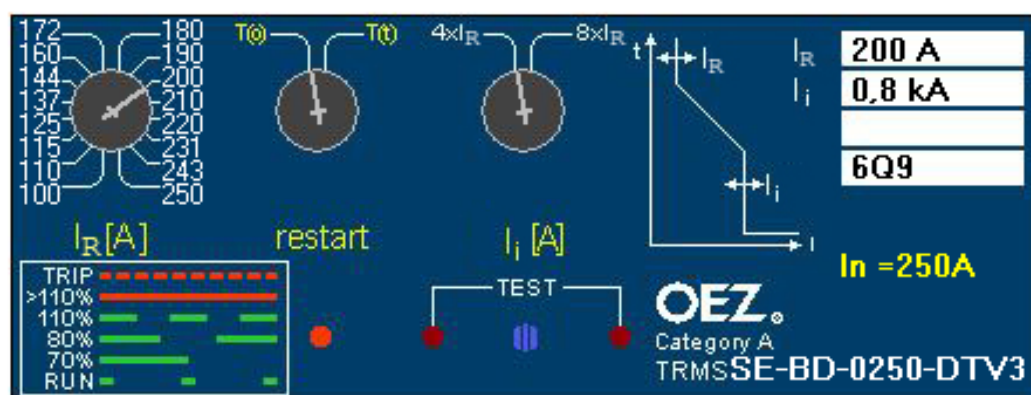 172 180
160 190
144 200
137 210
125 220
115 231
110 243
100 250
IR[A]
T(o) T(t)
restart
4xIR 8xIR
Ii [A]
t IR
Ii
I
IR 200 A
Ii 0,8 kA
6Q9
In =250A
TRIP
>110%
110%
80%
70%
RUN
TEST
OEZ
Category A
TRMS SE-BD-0250-DTV3